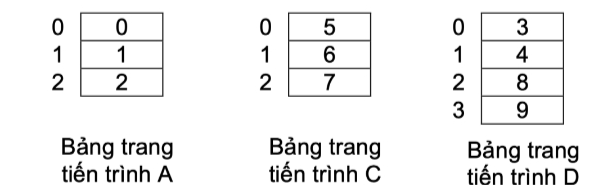 0 0
1 1
2 2
Bảng trang
tiến trình A
0 5
1 6
2 7
Bảng trang
tiến trình C
0 3
1 4
2 8
3 9
Bảng trang
tiến trình D